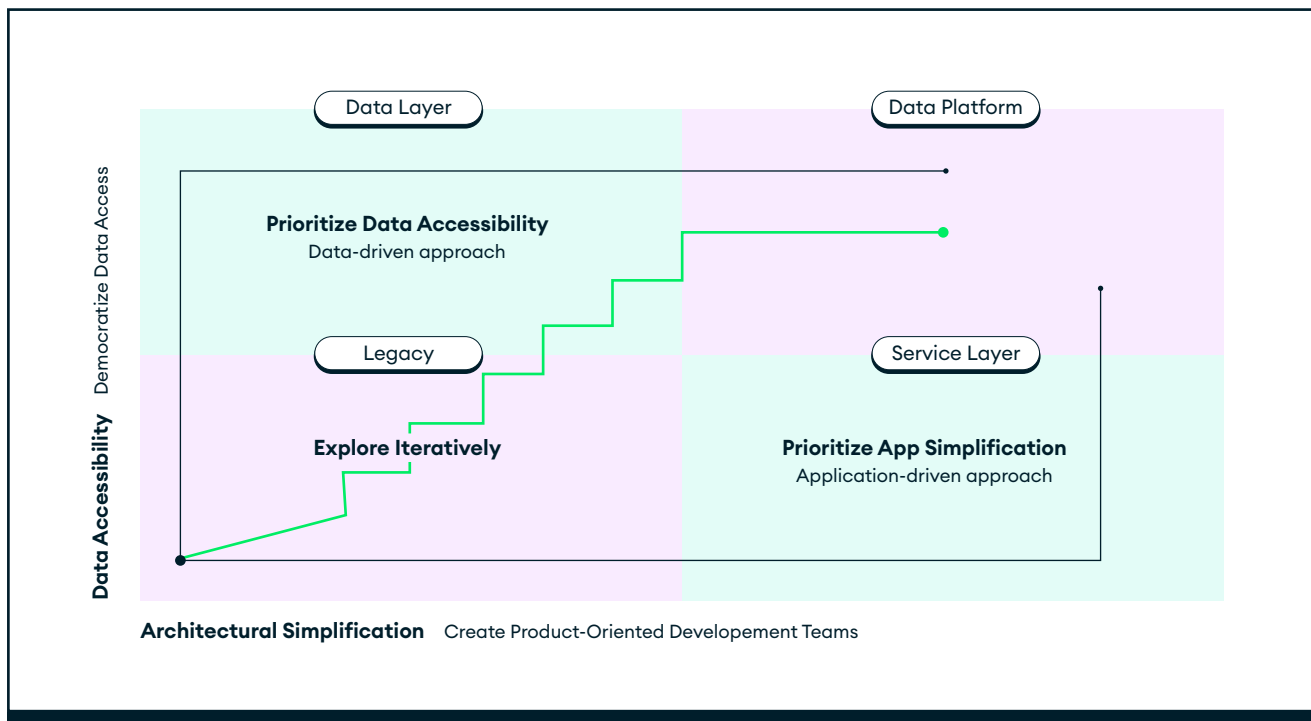 Data Layer
Data Platform
Prioritize Data Accessibility
Data-driven approach
Legacy
Service Layer
Explore Iteratively
Prioritize App Simplification
Application-driven approach
Data Accessibility Democratize Data Access
Architectural Simplification Create Product-Oriented Developement Teams